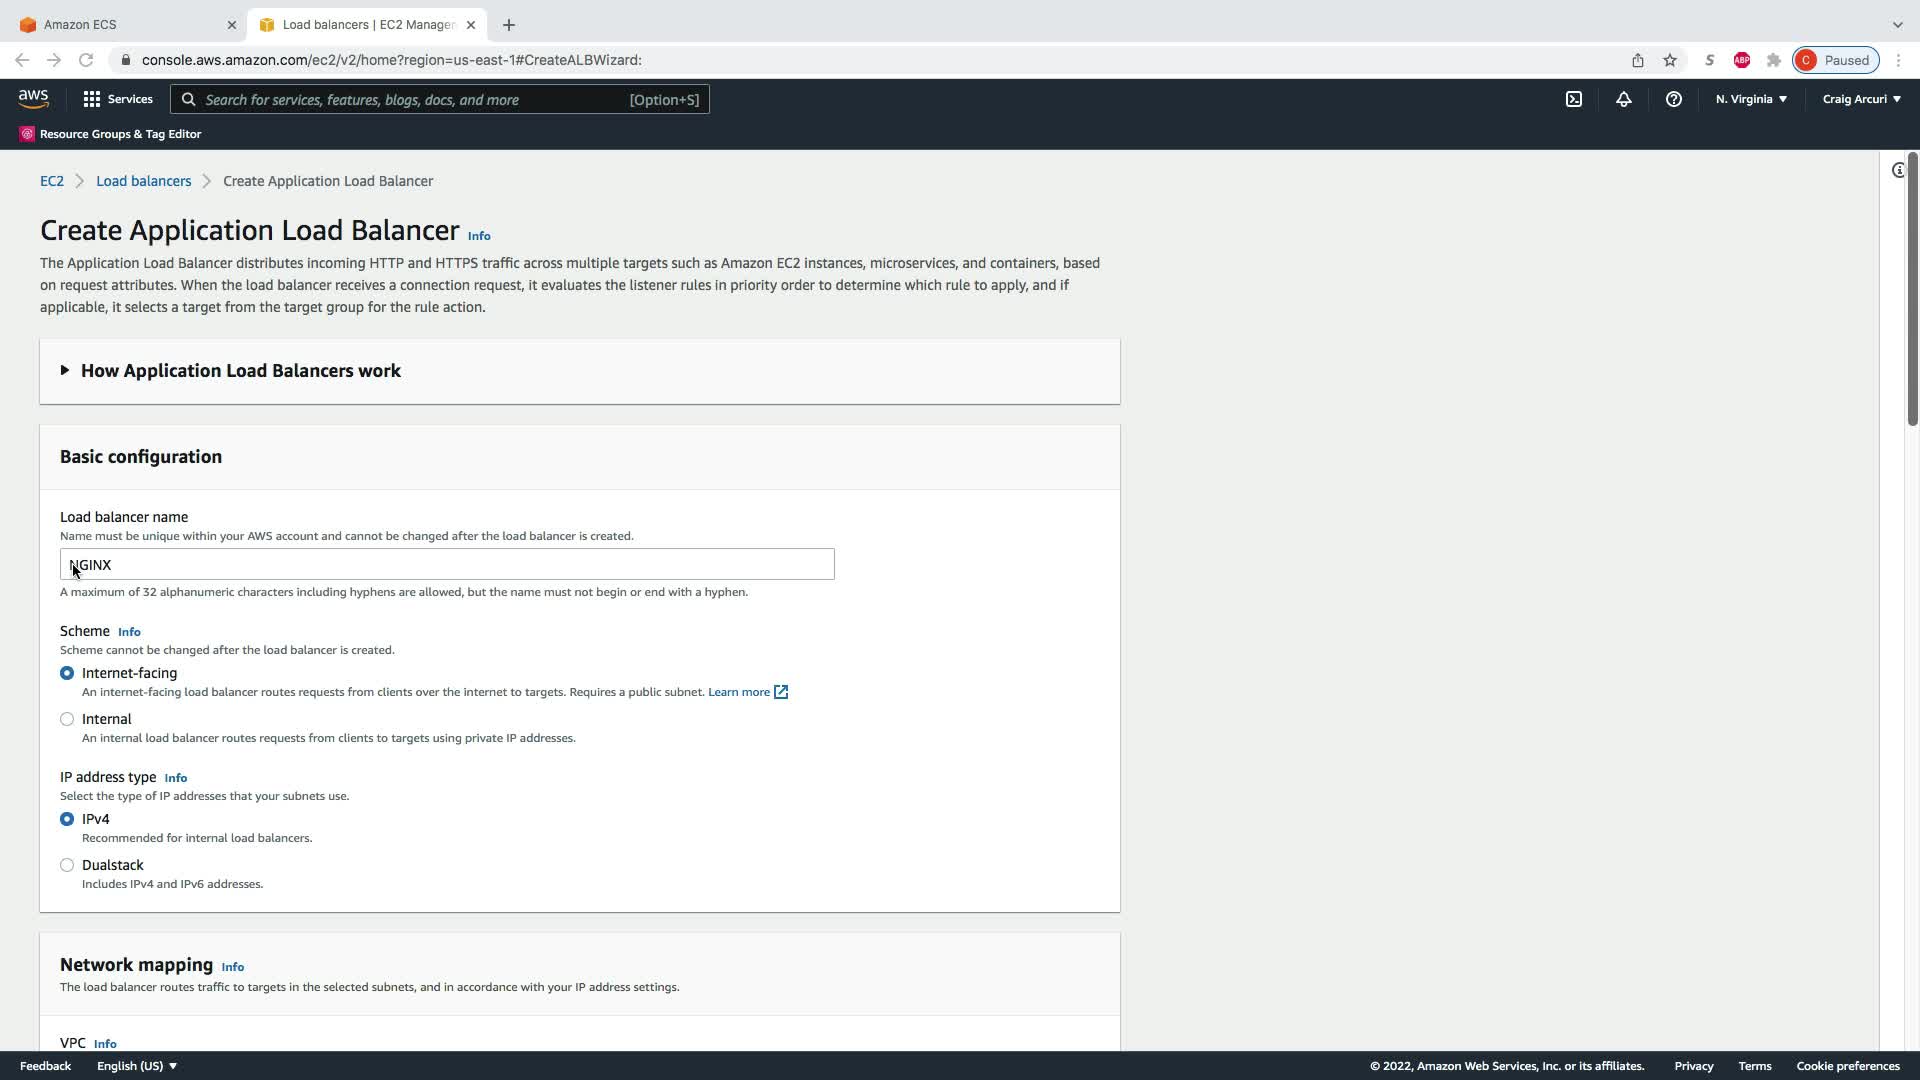 Amazon ECS
Load balancers | EC2 Manager
console.aws.amazon.com/ec2/v2/home?region=us-east-1#CreateALBWizard:
S
ABP
C Paused
aws
Services
Search for services, features, blogs, docs, and more [Option+S]
N. Virginia
Craig Arcuri
Resource Groups & Tag Editor
EC2 Load balancers Create Application Load Balancer
Create Application Load Balancer Info
The Application Load Balancer distributes incoming HTTP and HTTPS traffic across multiple targets such as Amazon EC2 instances, microservices, and containers, based
on request attributes. When the load balancer receives a connection request, it evaluates the listener rules in priority order to determine which rule to apply, and if
applicable, it selects a target from the target group for the rule action.
How Application Load Balancers work
Basic configuration
Load balancer name
Name must be unique within your AWS account and cannot be changed after the load balancer is created.
NGINX
A maximum of 32 alphanumeric characters including hyphens are allowed, but the name must not begin or end with a hyphen.
Scheme Info
Scheme cannot be changed after the load balancer is created.
Internet-facing
An internet-facing load balancer routes requests from clients over the internet to targets. Requires a public subnet. Learn more
Internal
An internal load balancer routes requests from clients to targets using private IP addresses.
IP address type Info
Select the type of IP addresses that your subnets use.
IPv4
Recommended for internal load balancers.
Dualstack
Includes IPv4 and IPv6 addresses.
Network mapping Info
The load balancer routes traffic to targets in the selected subnets, and in accordance with your IP address settings.
VPC Info
Feedback English (US) © 2022, Amazon Web Services, Inc. or its affiliates. Privacy Terms Cookie preferences